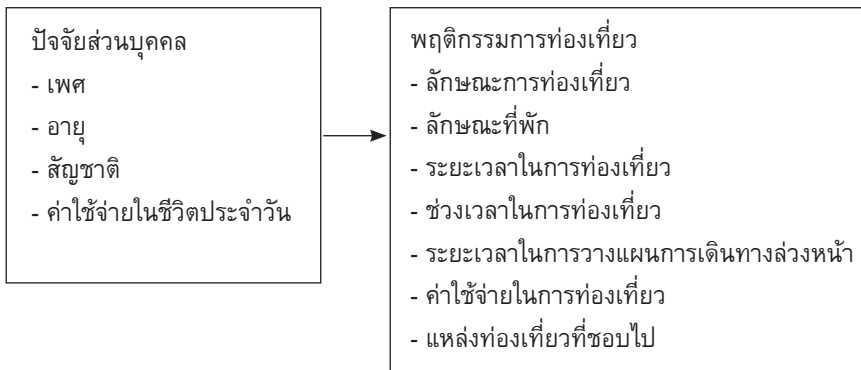 ปัจจัยส่วนบุคคล
- เพศ
- อายุ
- สัญชาติ
- ค่าใช้จ่ายในชีวิตประจำวัน
พฤติกรรมการท่องเที่ยว
- ลักษณะการท่องเที่ยว
- ลักษณะที่พัก
- ระยะเวลาในการท่องเที่ยว
- ช่วงเวลาในการท่องเที่ยว
- ระยะเวลาในการวางแผนการเดินทางล่วงหน้า
- ค่าใช้จ่ายในการท่องเที่ยว
- แหล่งท่องเที่ยวที่ชอบไป